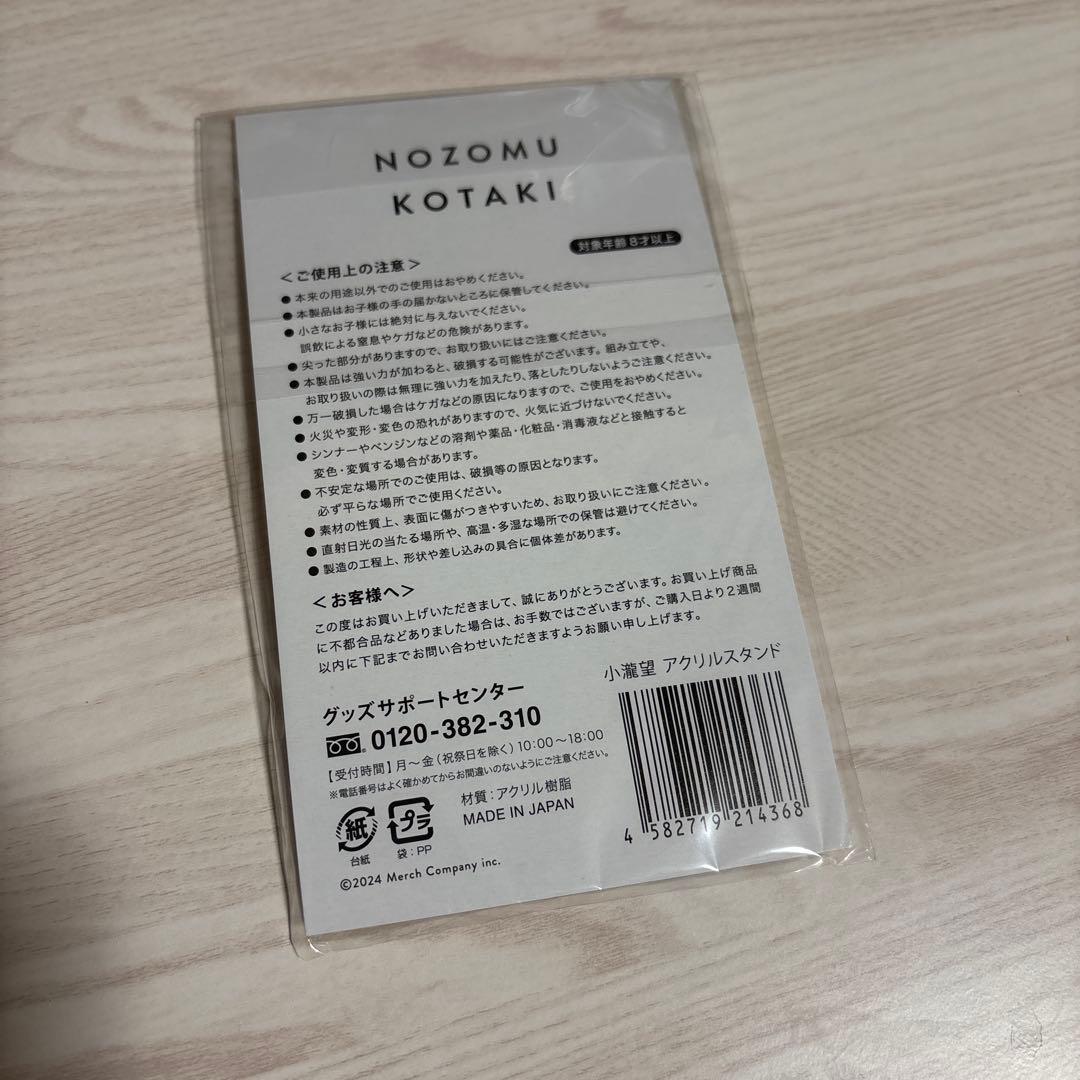 NOZOMU
KOTAKI
対象年齢8才以上
＜ご使用上の注意＞
●本来の用途以外でのご使用はおやめください。
●本製品はお子様の手の届かないところに保管してください。
●小さなお子様には絶対に与えないでください。
誤飲による窒息やケガなどの危険があります。
●尖った部分がありますので、お取り扱いにはご注意ください。
●本製品は強い力が加わると、破損する可能性がございます。組み立てや、
お取り扱いの際は無理に強い力を加えたり、落としたりしないようご注意ください。
●万一破損した場合はケガなどの原因になりますので、ご使用をおやめください。
●火災や変形・変色の恐れがありますので、火気に近づけないでください。
●シンナーやベンジンなどの溶剤や薬品・化粧品・消毒液などと接触すると
変色・変質する場合があります。
●不安定な場所でのご使用は、破損等の原因となります。
必ず平らな場所でご使用ください。
●素材の性質上、表面に傷がつきやすいため、お取り扱いにご注意ください。
●直射日光の当たる場所や、高温・多湿な場所での保管は避けてください。
●製造の工程上、形状や差し込みの具合に個体差があります。
＜お客様へ＞
この度はお買い上げいただきまして、誠にありがとうございます。お買い上げ商品
に不都合品などありました場合は、お手数ではございますが、ご購入日より2週間
以内に下記までお問い合わせいただきますようお願い申し上げます。
小瀧望 アクリルスタンド
グッズサポートセンター
0120-382-310
【受付時間】月〜金（祝祭日を除く）10:00〜18:00
※電話番号はよく確かめてからお間違いのないようにご注意ください。
紙
台紙
プラ
袋：PP
材質：アクリル樹脂
MADE IN JAPAN
4 582719 214368
©2024 Merch Company inc.